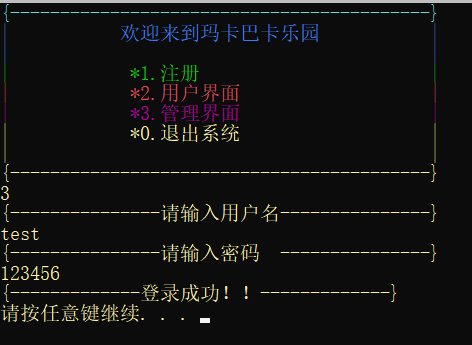 {------------------------------------------}
欢迎来到玛卡巴卡乐园
*1.注册
*2.用户界面
*3.管理界面
*0.退出系统
{------------------------------------------}
3
{---------------请输入用户名---------------}
test
{---------------请输入密码  ---------------}
123456
{-------------登录成功！！-------------}
请按任意键继续. . .